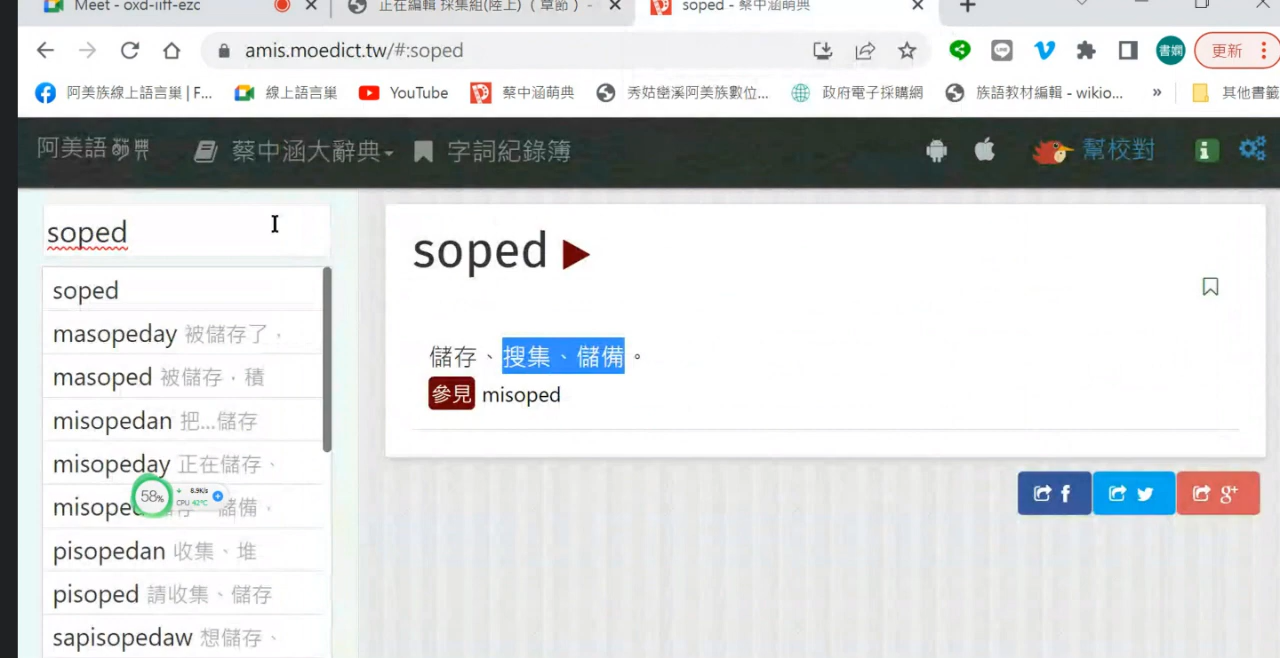 Meet - oxd-iiff-ezc
正在編輯 採集組(陸上)（章節）-
soped - 蔡中涵萌典
amis.moedict.tw/#:soped
書嫻
更新
阿美族線上語言巢 | F...
線上語言巢
YouTube
蔡中涵萌典
秀姑巒溪阿美族數位...
政府電子採購網
族語教材編輯 - wikio...
»
其他書籤
阿美語萌典
蔡中涵大辭典
字詞紀錄簿
幫校對
soped
soped
儲存、搜集、儲備。
參見 misoped
soped
masopeday 被儲存了，
masoped 被儲存，積
misopedan 把...儲存
misopeday 正在儲存、
儲備，
58%
6.9K/s
CPU 42°C
pisopedan 收集、堆
pisoped 請收集、儲存
sapisopedaw 想儲存、